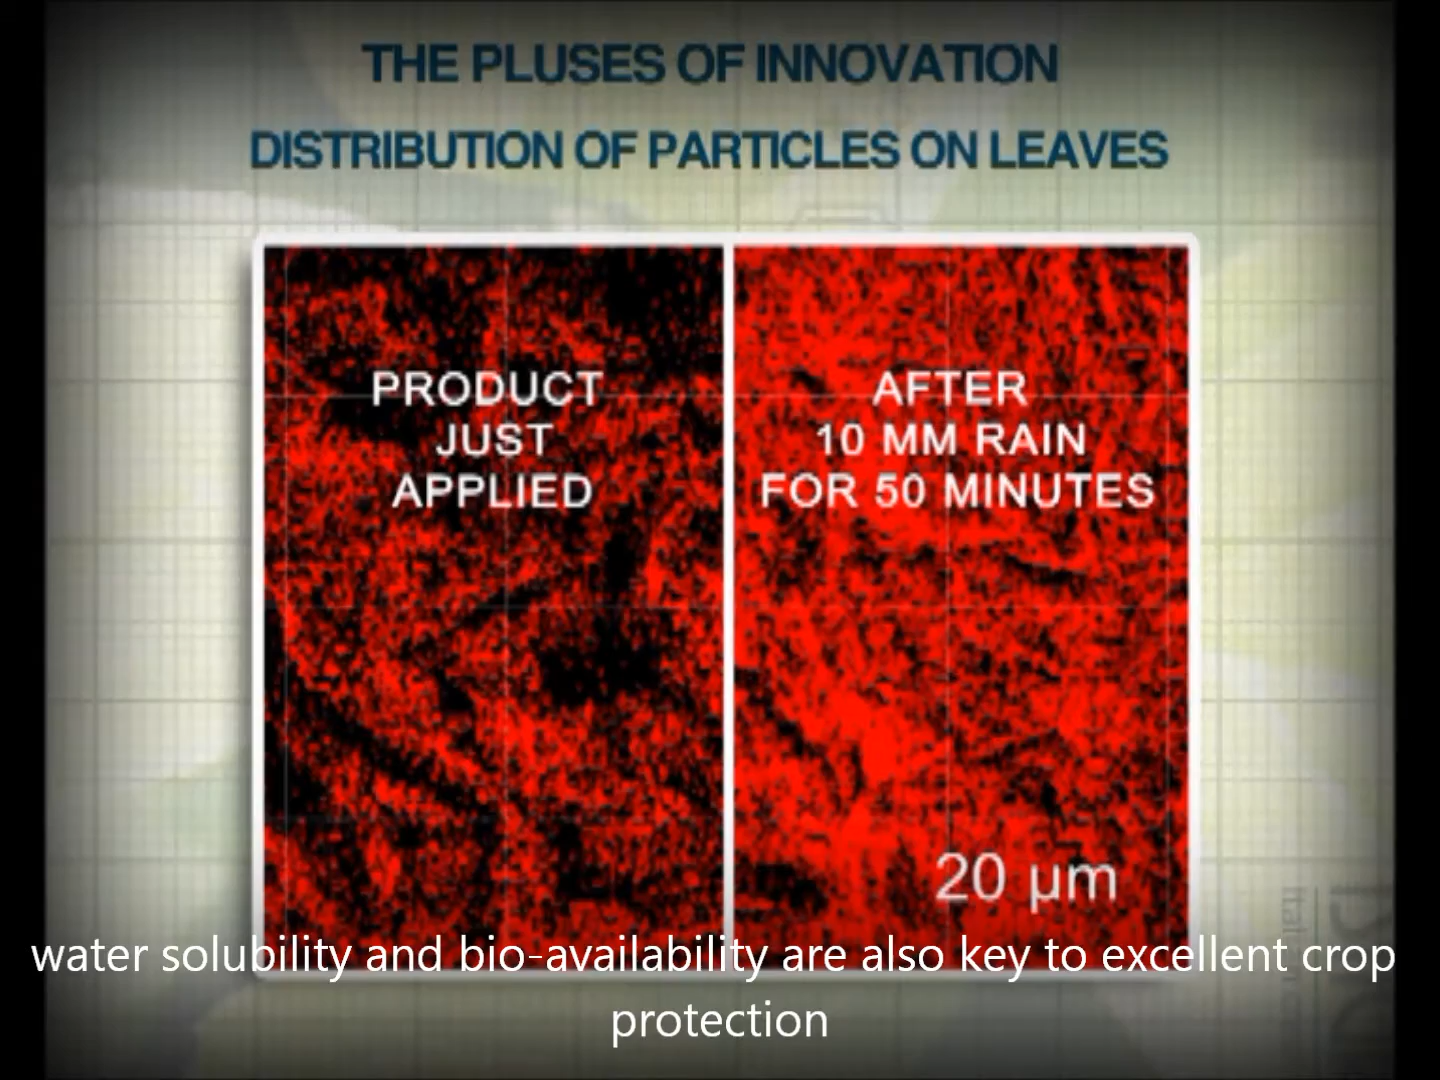 THE PLUSES OF INNOVATION
DISTRIBUTION OF PARTICLES ON LEAVES
PRODUCT
JUST
APPLIED
AFTER
10 MM RAIN
FOR 50 MINUTES
20 µm
water solubility and bio-availability are also key to excellent crop
protection